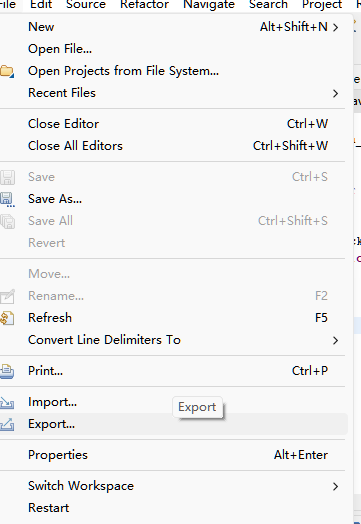 File Edit Source Refactor Navigate Search Project
New Alt+Shift+N
Open File...
Open Projects from File System...
Recent Files
Close Editor Ctrl+W
Close All Editors Ctrl+Shift+W
Save Ctrl+S
Save As...
Save All Ctrl+Shift+S
Revert
Move...
Rename... F2
Refresh F5
Convert Line Delimiters To
Print... Ctrl+P
Import...
Export
Export...
Properties Alt+Enter
Switch Workspace
Restart